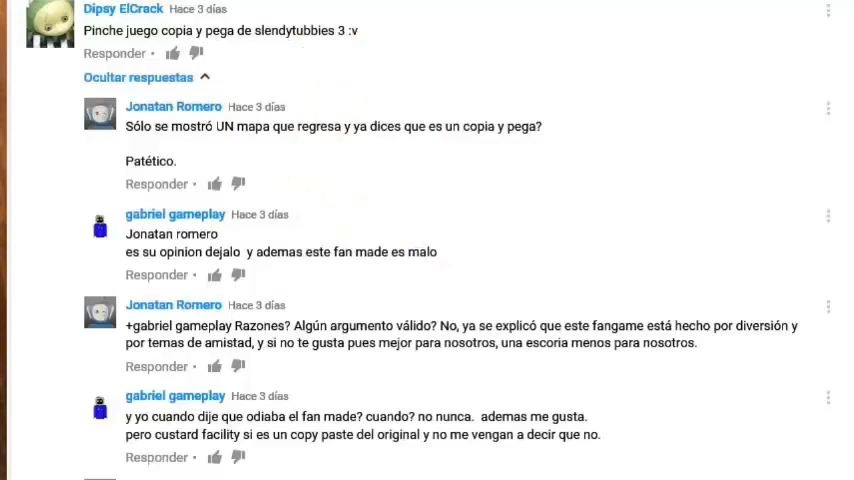 Dipsy ElCrack Hace 3 días
Pinche juego copia y pega de slendytubbies 3 :v
Responder •
Ocultar respuestas
Jonatan Romero Hace 3 días
Sólo se mostró UN mapa que regresa y ya dices que es un copia y pega?
Patético.
Responder •
gabriel gameplay Hace 3 días
Jonatan romero
es su opinion dejalo y ademas este fan made es malo
Responder •
Jonatan Romero Hace 3 días
+gabriel gameplay Razones? Algún argumento válido? No, ya se explicó que este fangame está hecho por diversión y
por temas de amistad, y si no te gusta pues mejor para nosotros, una escoria menos para nosotros.
Responder •
gabriel gameplay Hace 3 días
y yo cuando dije que odiaba el fan made? cuando? no nunca. ademas me gusta.
pero custard facility si es un copy paste del original y no me vengan a decir que no.
Responder •